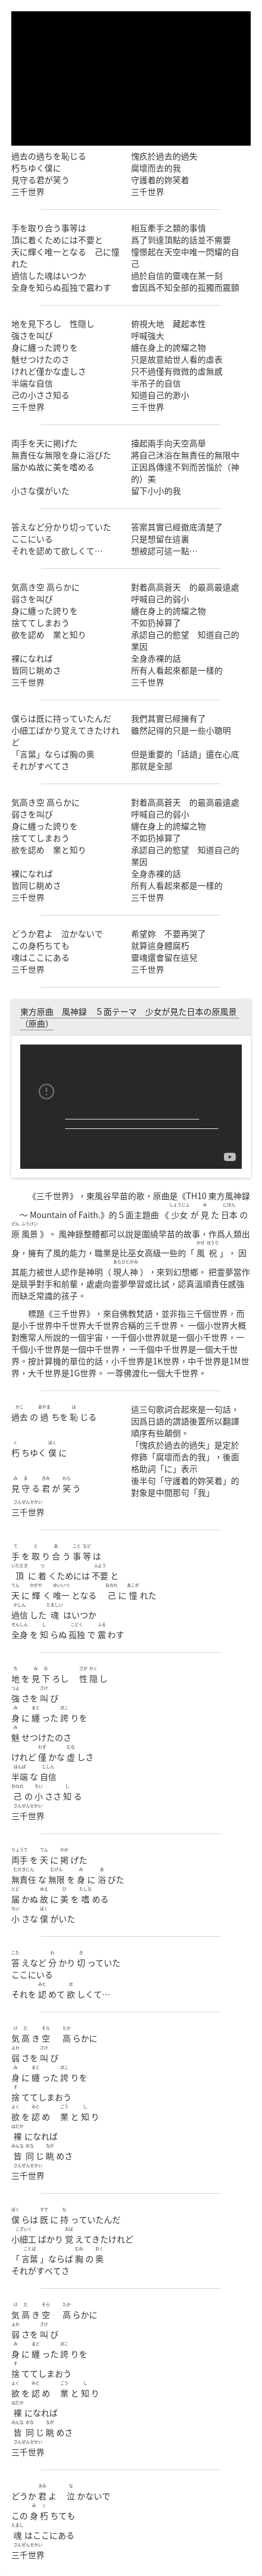 過去の過ちを恥じる
朽ちゆく僕に
見守る君が笑う
三千世界
愧疚於過去的過失
腐壞而去的我
守護着的妳笑着
三千世界
手を取り合う事等は
頂に着くためには不要と
天に輝く唯一となる　己に憧
れた
過信した魂はいつか
全身を知らぬ孤独で震わす
相互牽手之類的事情
爲了到達頂點的話並不需要
憧憬起在天空中唯一閃耀的自
己
過於自信的靈魂在某一刻
會因爲不知全部的孤獨而震顫
地を見下ろし　性隠し
強さを叫び
身に纏った誇りを
魅せつけたのさ
けれど僅かな虚しさ
半端な自信
己の小ささ知る
三千世界
俯視大地　藏起本性
呼喊強大
纏在身上的誇耀之物
只是故意給世人看的虛表
只不過僅有微微的虛無感
半吊子的自信
知道自己的渺小
三千世界
両手を天に掲げた
無責任な無限を身に浴びた
届かぬ故に美を嗜める
小さな僕がいた
撞起兩手向天空高舉
將自己沐浴在無責任的無限中
正因爲傳達不到而苦惱於（神
的）美
留下小小的我
答えなど分かり切っていた
ここにいる
それを認めて欲しくて…
答案其實已經徹底清楚了
只是想留在這裏
想被認可這一點…
気高き空 高らかに
弱さを叫び
身に纏った誇りを
捨ててしまおう
欲を認め　業と知り
裸になれば
皆同じ眺めさ
三千世界
對着高高蒼天　的最高最遠處
呼喊自己的弱小
纏在身上的誇耀之物
不如扔掉算了
承認自己的慾望　知道自己的
業因
全身赤裸的話
所有人看起來都是一樣的
三千世界
僕らは既に持っていたんだ
小細工ばかり覚えてきたけれ
ど
「言葉」ならば胸の奥
それがすべてさ
我們其實已經擁有了
雖然記得的只是一些小聰明
但是重要的「話語」還在心底
那就是全部
気高き空 高らかに
弱さを叫び
身に纏った誇りを
捨ててしまおう
欲を認め　業と知り
裸になれば
皆同じ眺めさ
三千世界
對着高高蒼天　的最高最遠處
呼喊自己的弱小
纏在身上的誇耀之物
不如扔掉算了
承認自己的慾望　知道自己的
業因
全身赤裸的話
所有人看起來都是一樣的
三千世界
どうか君よ　泣かないで
この身朽ちても
魂はここにある
三千世界
希望妳　不要再哭了
就算這身體腐朽
靈魂還會留在這兒
三千世界
東方原曲　風神録　５面テーマ　少女が見た日本の原風景
（原曲）
《三千世界》，東風谷早苗的歌，原曲是《TH10 東方風神録
～ Mountain of Faith.》的５面主題曲《少女が見た日本の
原風景》。 風神錄整體都可以說是圍繞早苗的故事，作爲人類出
身，擁有了風的能力，職業是比巫女高級一些的「風祝」，因
其能力被世人認作是神明（現人神），來到幻想鄉。 把靈夢當作
是競爭對手和前輩，處處向靈夢學習或比試，認真溫順責任感強
而缺乏常識的孩子。
標題《三千世界》，來自佛教梵語，並非指三千個世界，而
是小千世界中千世界大千世界合稱的三千世界。 一個小世界大概
對應常人所說的一個宇宙，一千個小世界就是一個小千世界，一
千個小千世界是一個中千世界， 一千個中千世界是一個大千世
界。按計算機的單位的話，小千世界是1K世界，中千世界是1M世
界，大千世界是1G世界。 一尊佛渡化一個大千世界。
過去の過ちを恥じる
朽ちゆく僕に
見守る君が笑う
三千世界
這三句歌詞合起來是一句話，
因爲日語的謂語後置所以翻譯
順序有些顛倒。
「愧疚於過去的過失」是定於
修飾「腐壞而去的我」，後面
格助詞「に」表示
後半句「守護着的妳笑着」的
對象是中間那句「我」
手を取り合う事等は
頂に着くためには不要と
天に輝く唯一となる　己に憧れた
過信した魂はいつか
全身を知らぬ孤独で震わす
地を見下ろし　性隠し
強さを叫び
身に纏った誇りを
魅せつけたのさ
けれど僅かな虚しさ
半端な自信
己の小ささ知る
三千世界
両手を天に掲げた
無責任な無限を身に浴びた
届かぬ故に美を嗜める
小さな僕がいた
答えなど分かり切っていた
ここにいる
それを認めて欲しくて…
気高き空　高らかに
弱さを叫び
身に纏った誇りを
捨ててしまおう
欲を認め　業と知り
裸になれば
皆同じ眺めさ
三千世界
僕らは既に持っていたんだ
小細工ばかり覚えてきたけれど
「言葉」ならば胸の奥
それがすべてさ
気高き空　高らかに
弱さを叫び
身に纏った誇りを
捨ててしまおう
欲を認め　業と知り
裸になれば
皆同じ眺めさ
三千世界
どうか君よ　泣かないで
この身朽ちても
魂はここにある
三千世界